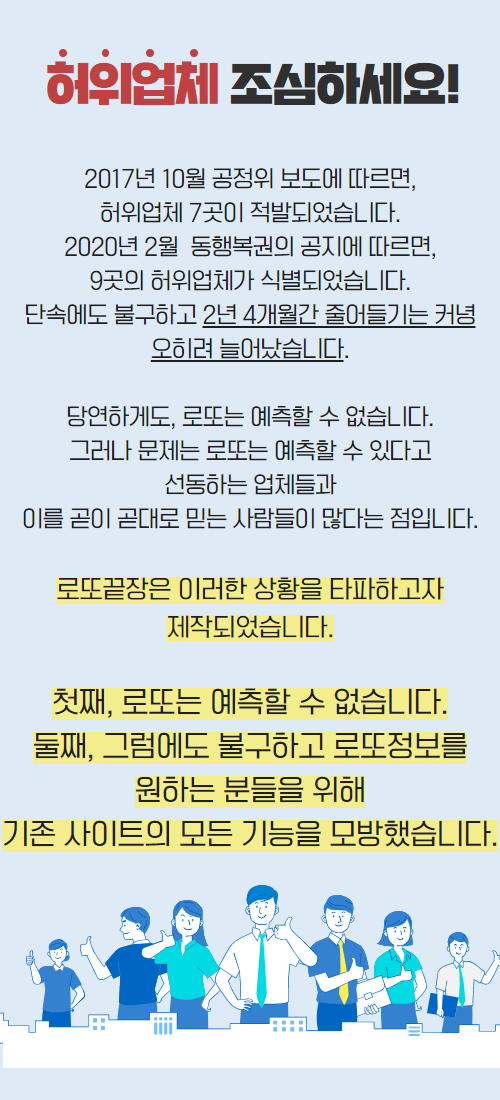 허위업체 조심하세요!
2017년 10월 공정위 보도에 따르면,
허위업체 7곳이 적발되었습니다.
2020년 2월 동행복권의 공지에 따르면,
9곳의 허위업체가 식별되었습니다.
단속에도 불구하고 2년 4개월간 줄어들기는 커녕
오히려 늘어났습니다.
당연하게도, 로또는 예측할 수 없습니다.
그러나 문제는 로또는 예측할 수 있다고
선동하는 업체들과
이를 곧이 곧대로 믿는 사람들이 많다는 점입니다.
로또끝장은 이러한 상황을 타파하고자
제작되었습니다.
첫째, 로또는 예측할 수 없습니다.
둘째, 그럼에도 불구하고 로또정보를
원하는 분들을 위해
기존 사이트의 모든 기능을 모방했습니다.